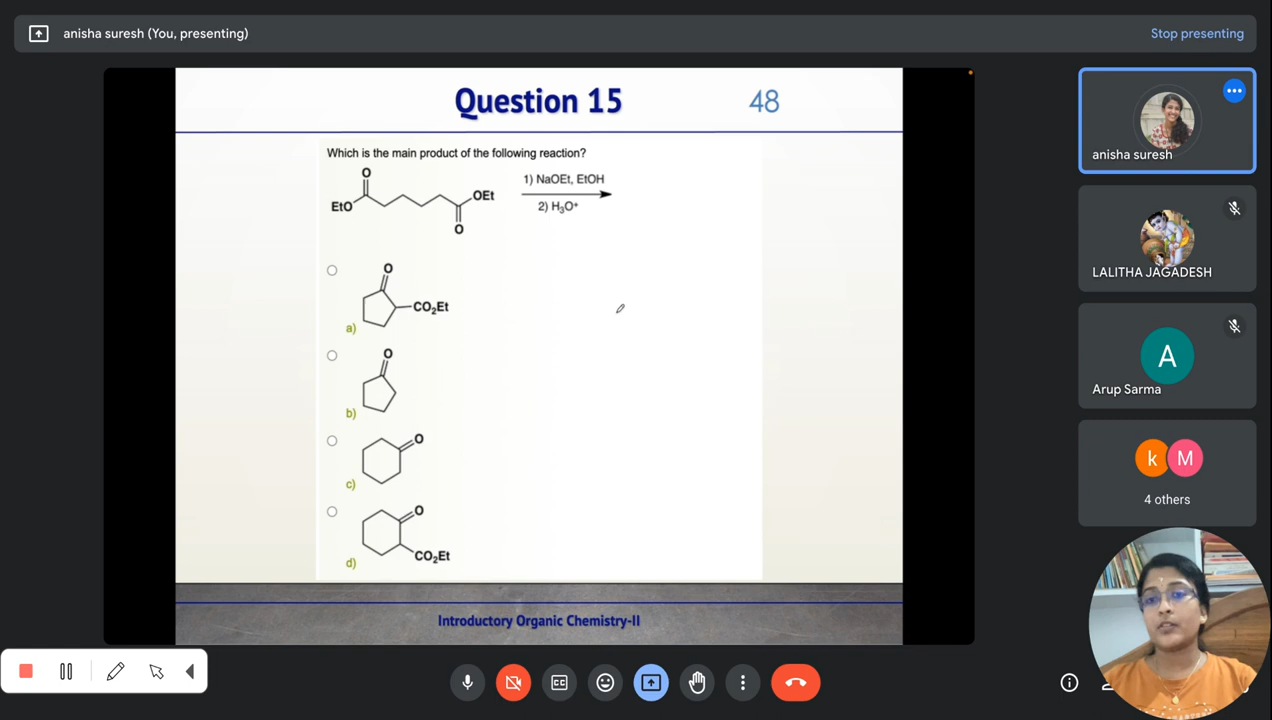 anisha suresh (You, presenting)
Stop presenting
Question 15
48
Which is the main product of the following reaction?
O
EtO
OEt
O
1) NaOEt, EtOH
2) H₃O⁺
O
CO₂Et
a)
O
b)
O
c)
O
CO₂Et
d)
Introductory Organic Chemistry-II
anisha suresh
LALITHA JAGADESH
A
Arup Sarma
k
M
4 others
CC